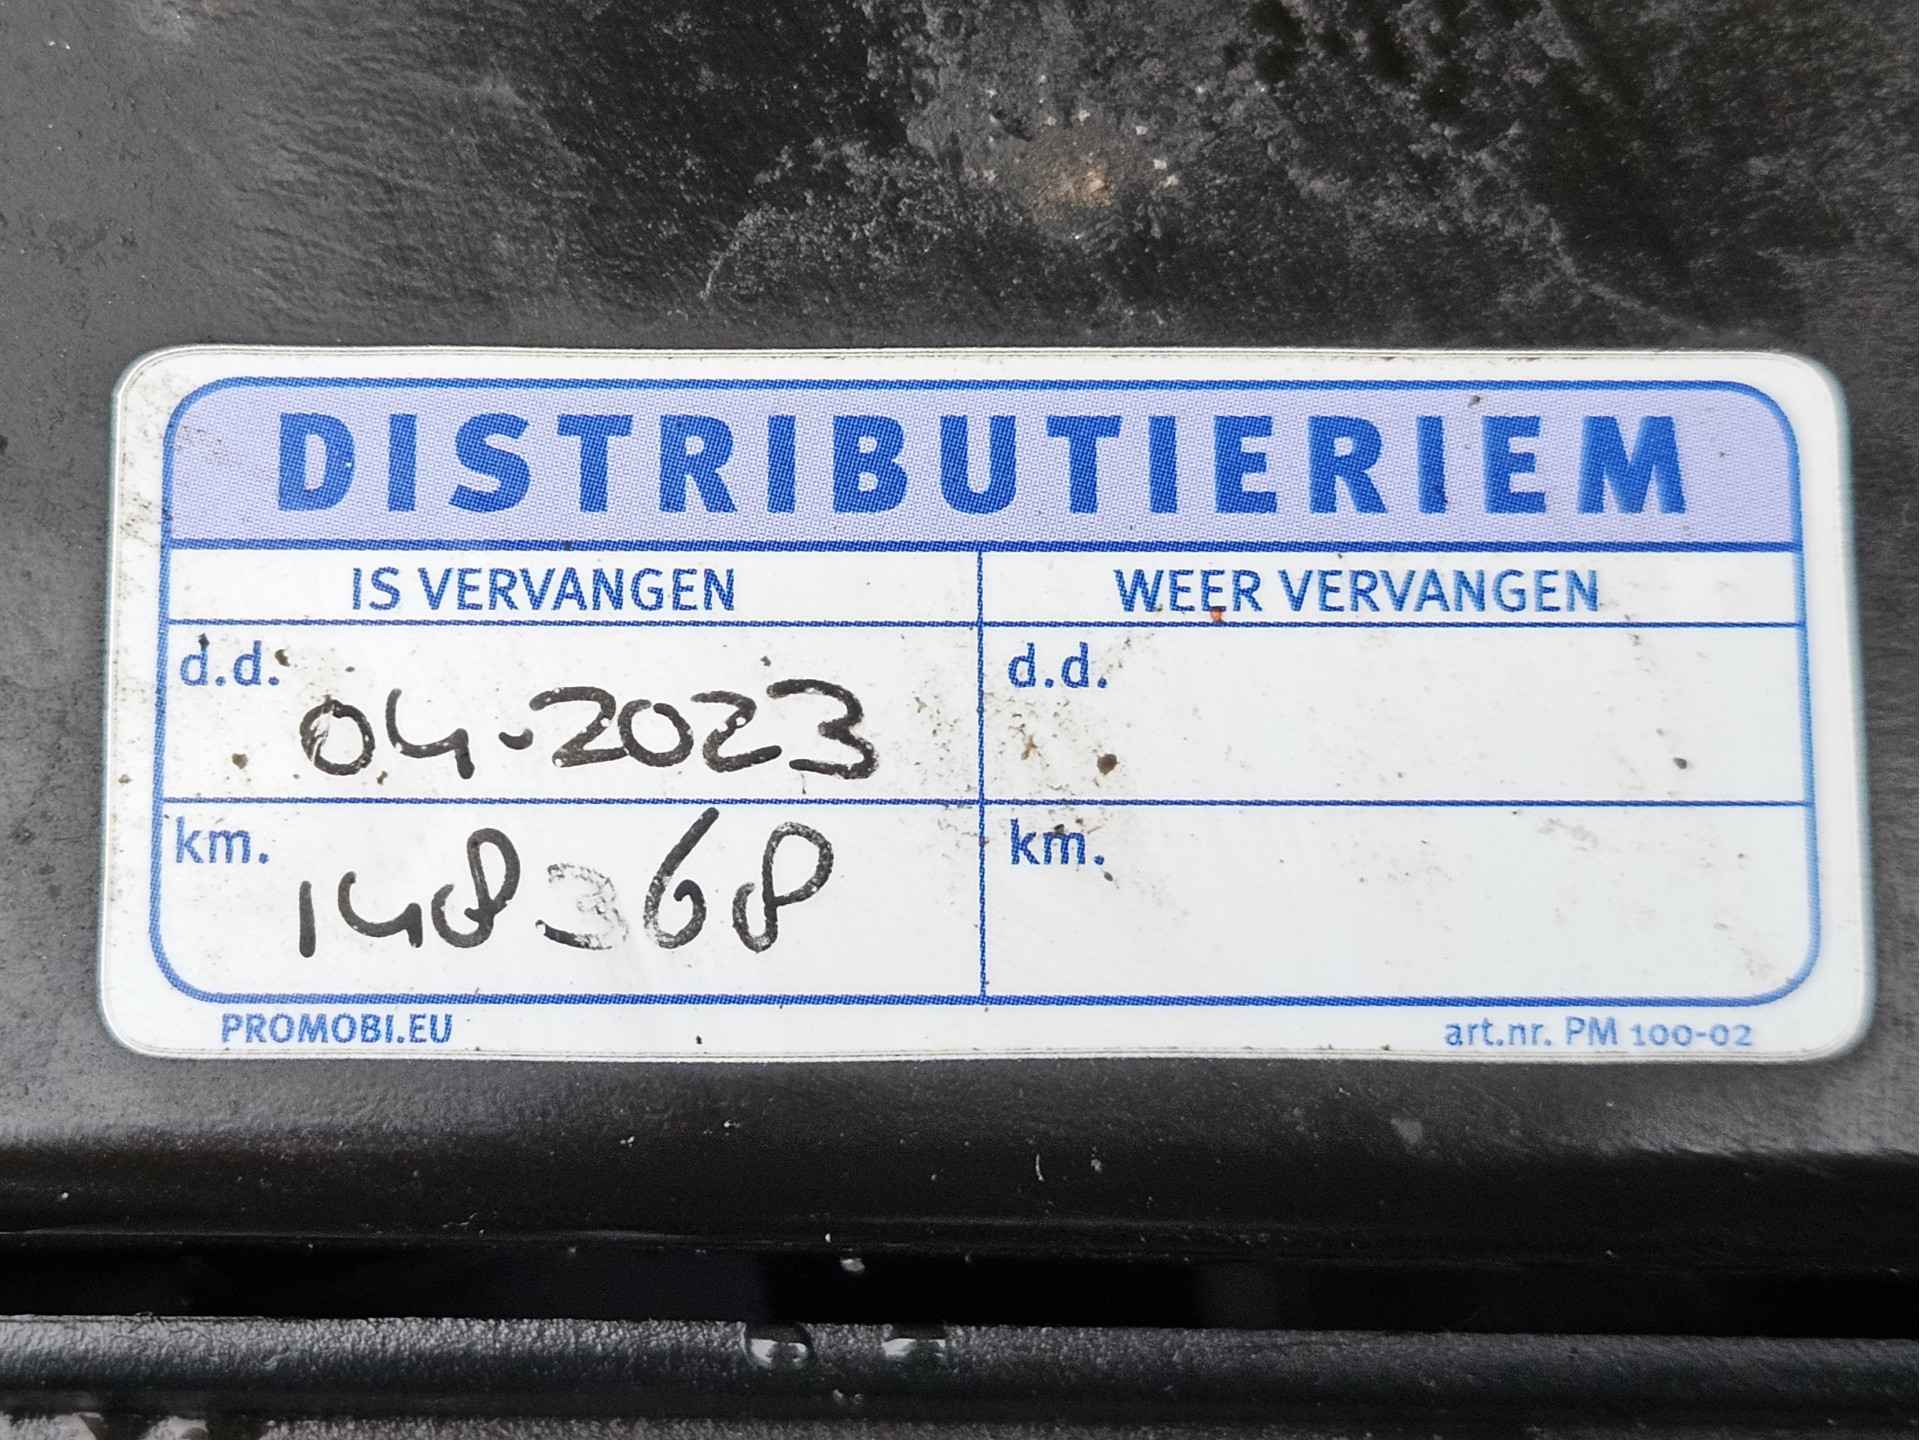 DISTRIBUTIERIEM
IS VERVANGEN WEER VERVANGEN
d.d. 04-2023 d.d.
km. 148368 km.
PROMOBI.EU art.nr. PM 100-02